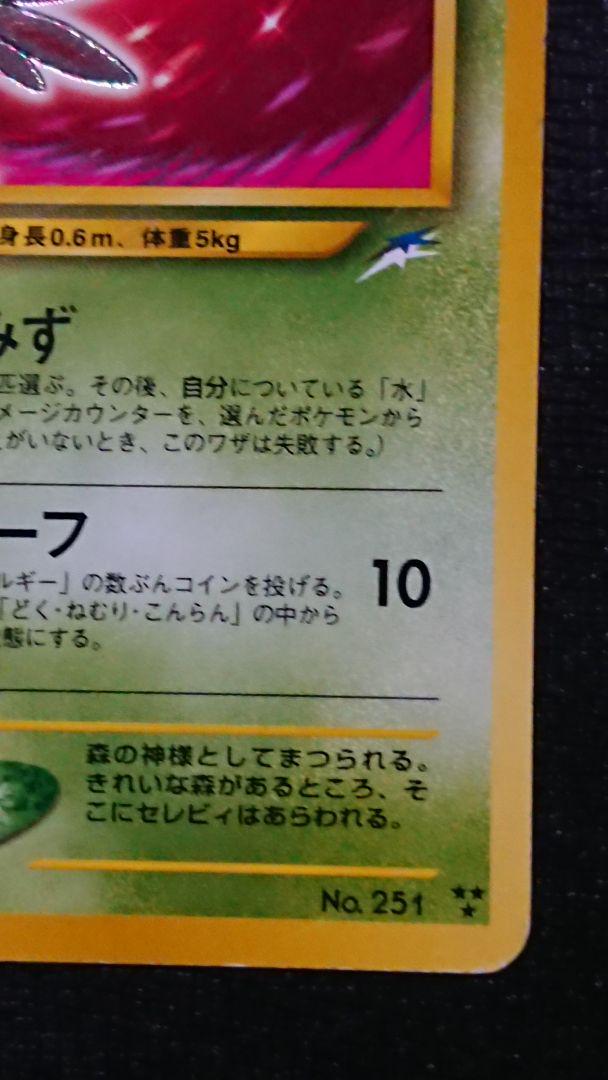 身長0.6m、体重5kg
みず
匹選ぶ。その後、自分についている「水」
メージカウンターを、選んだポケモンから
がいないとき、このワザは失敗する。）
ーフ
ルギー」の数ぶんコインを投げる。
10
「どく・ねむり・こんらん」の中から
態にする。
森の神様としてまつられる。
きれいな森があるところ、そ
こにセレビィはあらわれる。
No. 251 ★★★